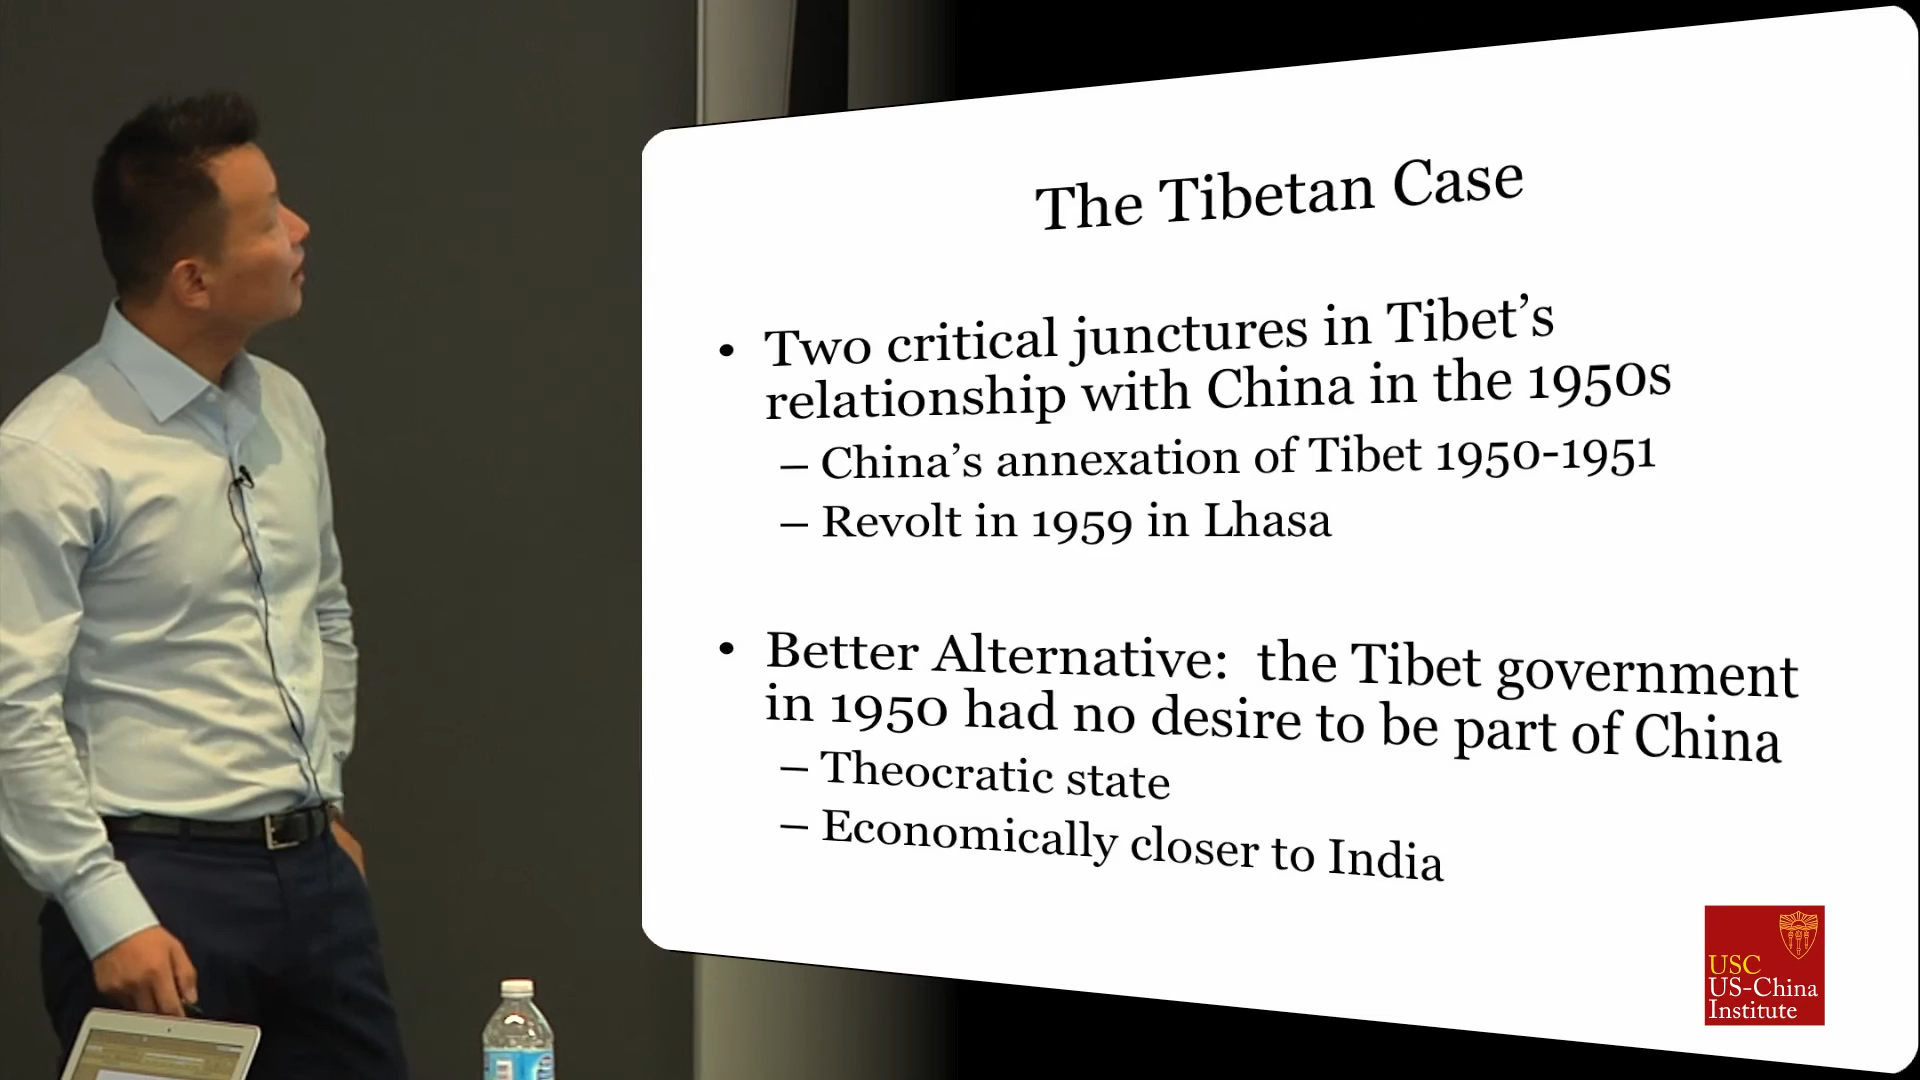 The Tibetan Case
• Two critical junctures in Tibet’s
relationship with China in the 1950s
– China’s annexation of Tibet 1950-1951
– Revolt in 1959 in Lhasa
• Better Alternative:  the Tibet government
in 1950 had no desire to be part of China
– Theocratic state
– Economically closer to India
USC
US-China
Institute